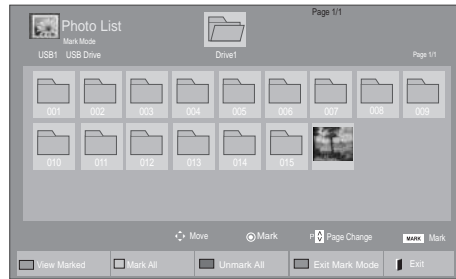 Page 1/1
Photo List
Mark Mode
USB1 USB Drive Drive1 Page 1/1
001 002 003 004 005 006 007 008 009
010 011 012 013 014 015
Move Mark P Page Change MARK Mark
View Marked Mark All Unmark All Exit Mark Mode Exit